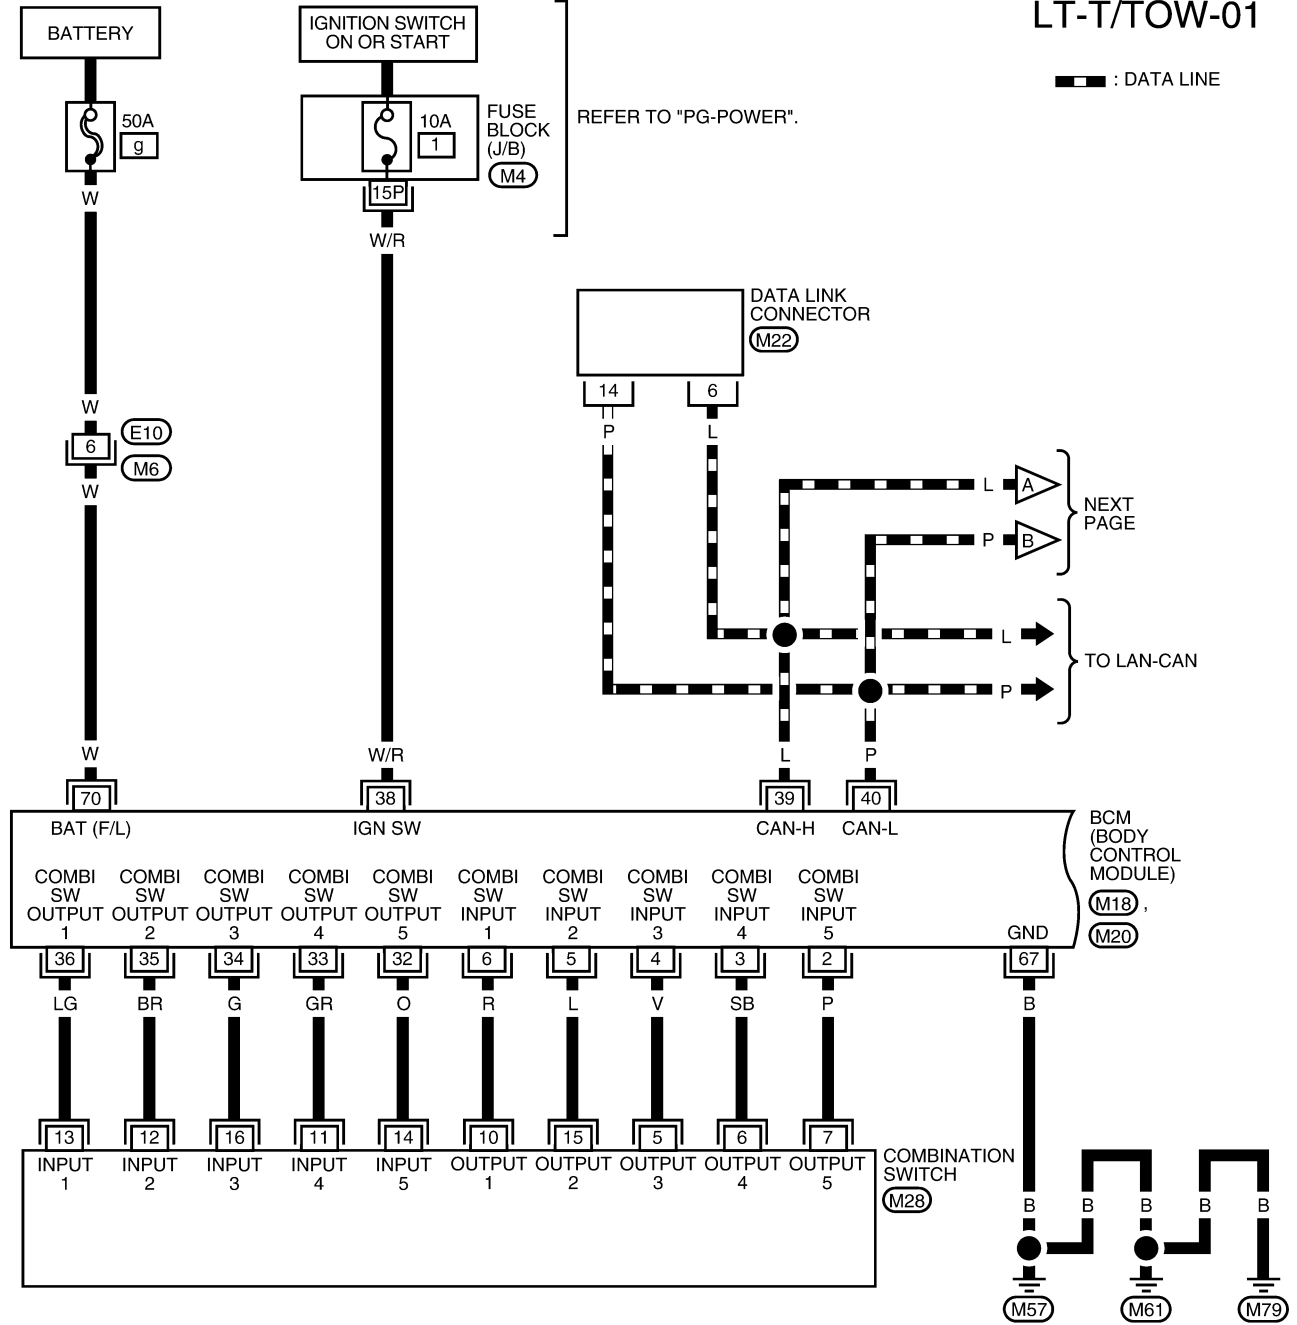 LT-T/TOW-01
BATTERY
IGNITION SWITCH
ON OR START
: DATA LINE
50A
g
10A
1
FUSE
BLOCK
(J/B)
M4
REFER TO "PG-POWER".
15P
W
W/R
DATA LINK
CONNECTOR
M22
14
6
W
P
L
6
E10
M6
W
L
A
P
B
NEXT
PAGE
L
P
TO LAN-CAN
W
W/R
L
P
70
38
39
40
BAT (F/L)
IGN SW
CAN-H
CAN-L
BCM
(BODY
CONTROL
MODULE)
M18 ,
M20
COMBI SW OUTPUT 1
COMBI SW OUTPUT 2
COMBI SW OUTPUT 3
COMBI SW OUTPUT 4
COMBI SW OUTPUT 5
COMBI SW INPUT 1
COMBI SW INPUT 2
COMBI SW INPUT 3
COMBI SW INPUT 4
COMBI SW INPUT 5
GND
36 35 34 33 32 6 5 4 3 2 67
LG BR G GR O R L V SB P B
13 12 16 11 14 10 15 5 6 7
INPUT 1
INPUT 2
INPUT 3
INPUT 4
INPUT 5
OUTPUT 1
OUTPUT 2
OUTPUT 3
OUTPUT 4
OUTPUT 5
COMBINATION
SWITCH
M28
B B B B B
M57 M61 M79